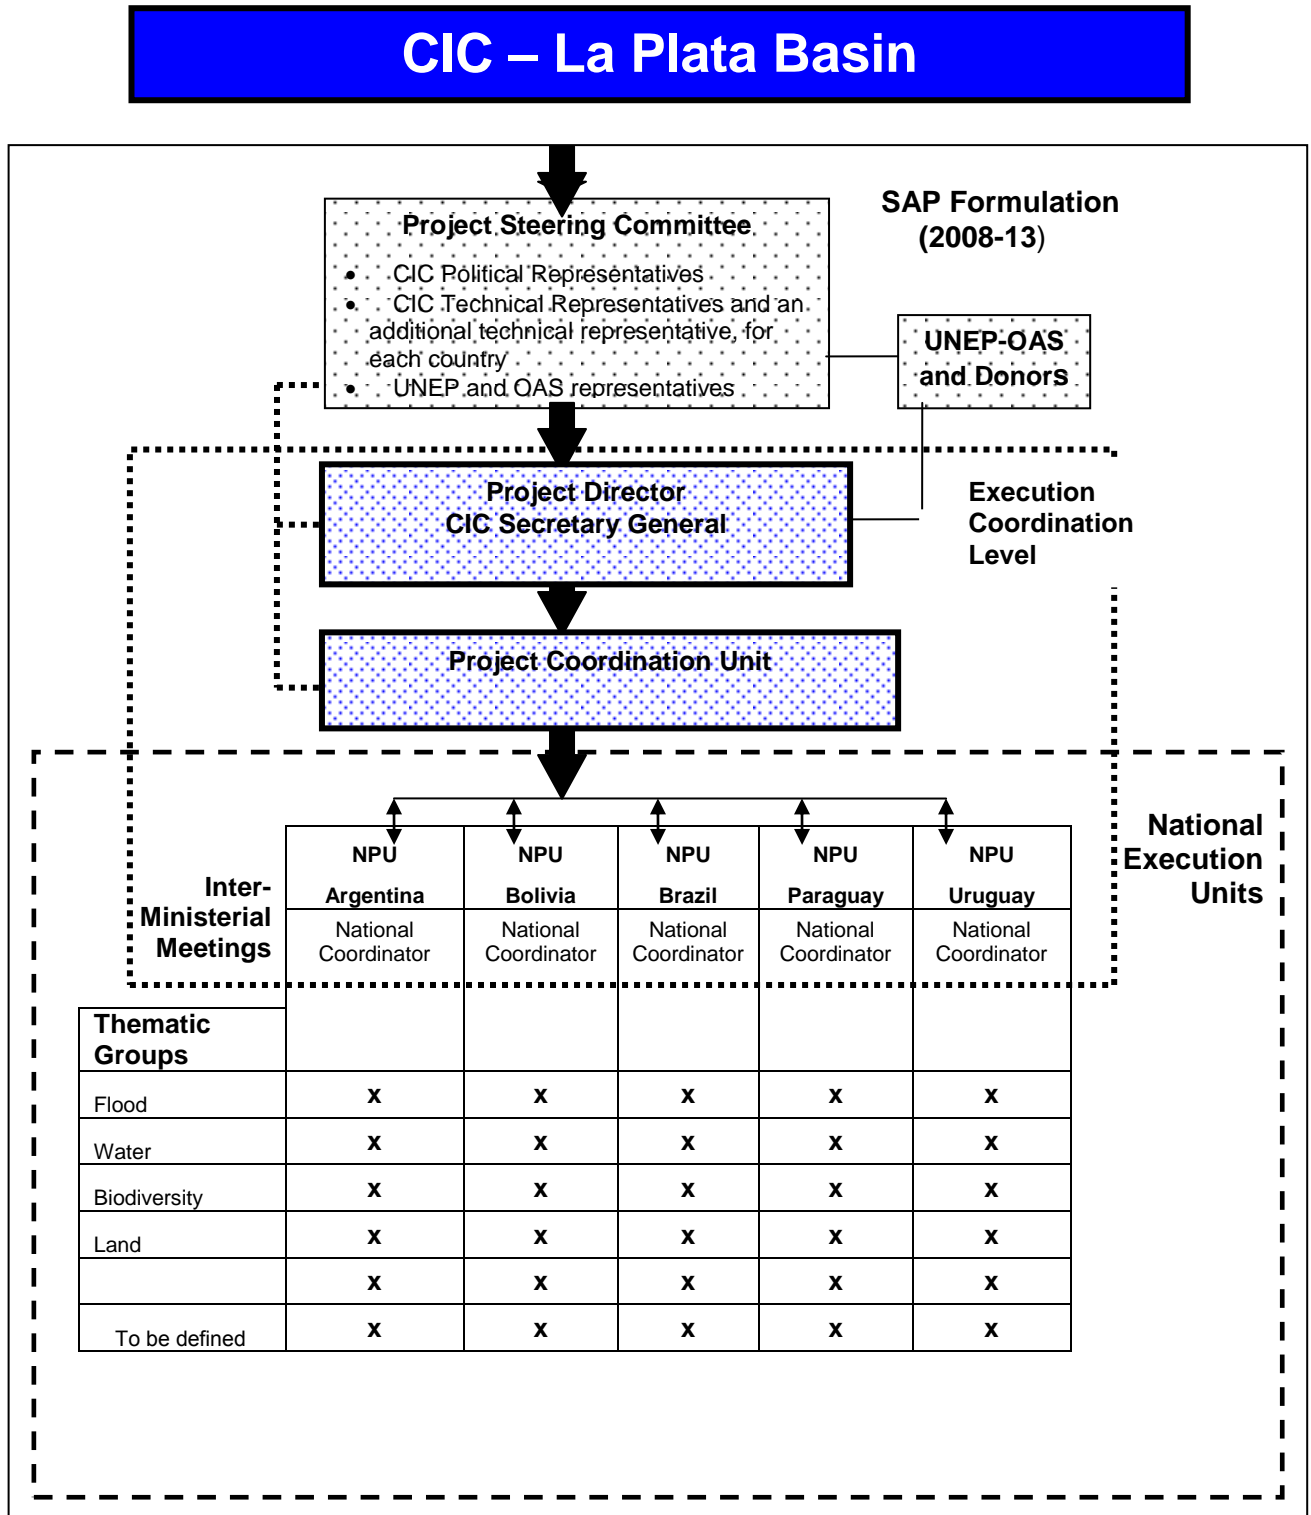 CIC – La Plata Basin
SAP Formulation
(2008-13)
Project Steering Committee
• CIC Political Representatives
• CIC Technical Representatives and an
additional technical representative, for
each country
• UNEP and OAS representatives
UNEP-OAS
and Donors
Project Director
CIC Secretary General
Execution
Coordination
Level
Project Coordination Unit
National
Execution
Units
Inter-
Ministerial
Meetings
NPU NPU NPU NPU NPU
Argentina Bolivia Brazil Paraguay Uruguay
National National National National National
Coordinator Coordinator Coordinator Coordinator Coordinator
Thematic
Groups
Flood x x x x x
Water x x x x x
Biodiversity x x x x x
Land x x x x x
x x x x x
To be defined x x x x x